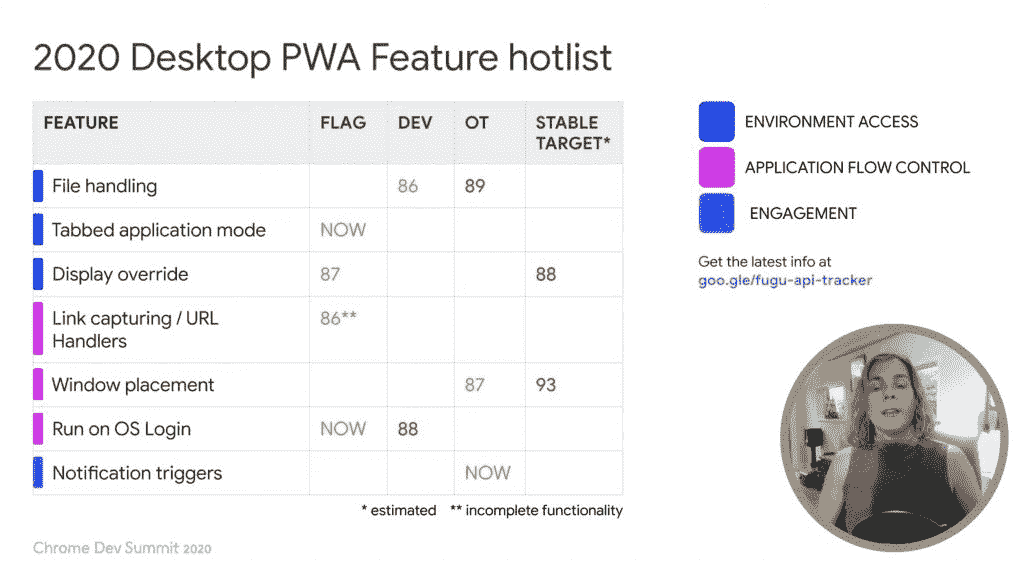 2020 Desktop PWA Feature hotlist
FEATURE FLAG DEV OT STABLE TARGET*
File handling 86 89
Tabbed application mode NOW
Display override 87 88
Link capturing / URL Handlers 86**
Window placement 87 93
Run on OS Login NOW 88
Notification triggers NOW
* estimated ** incomplete functionality
ENVIRONMENT ACCESS
APPLICATION FLOW CONTROL
ENGAGEMENT
Get the latest info at
goo.gle/fugu-api-tracker
Chrome Dev Summit 2020